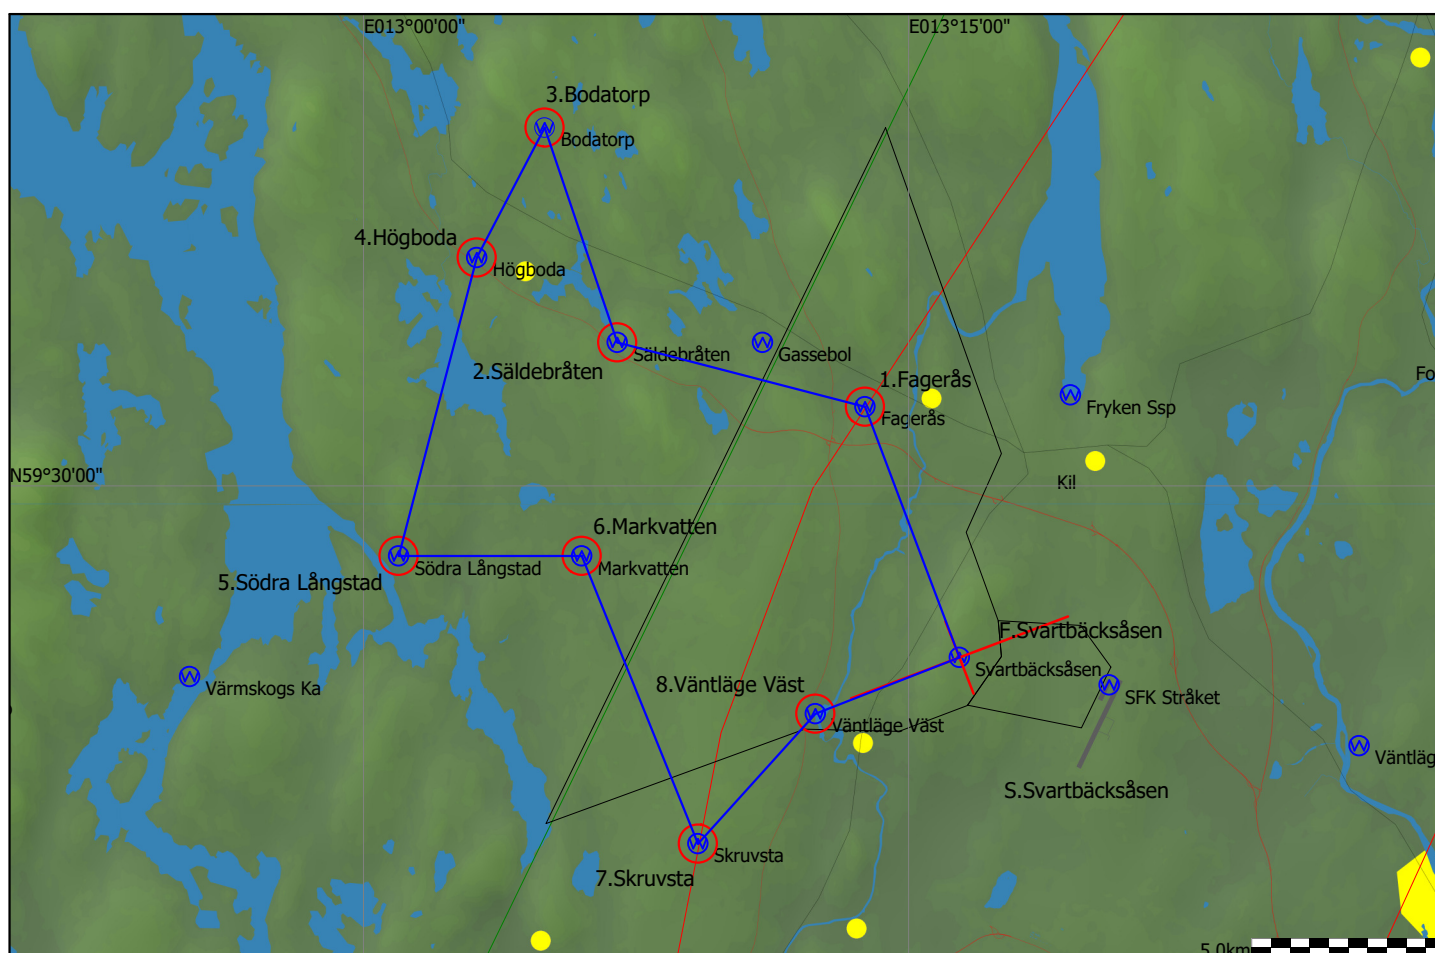 E013°00'00"
E013°15'00"
3.Bodatorp
Bodatorp
4.Högboda
Högboda
Säldebråten
Gassebol
2.Säldebråten
1.Fagerås
Fagerås
Fryken Ssp
Fo
N59°30'00"
Kil
6.Markvatten
Södra Långstad
Markvatten
5.Södra Långstad
F.Svartbäcksåsen
Svartbäcksåsen
8.Väntläge Väst
Värmskogs Ka
SFK Stråket
Väntläge Väst
Väntläg
S.Svartbäcksåsen
Skruvsta
7.Skruvsta
5.0km